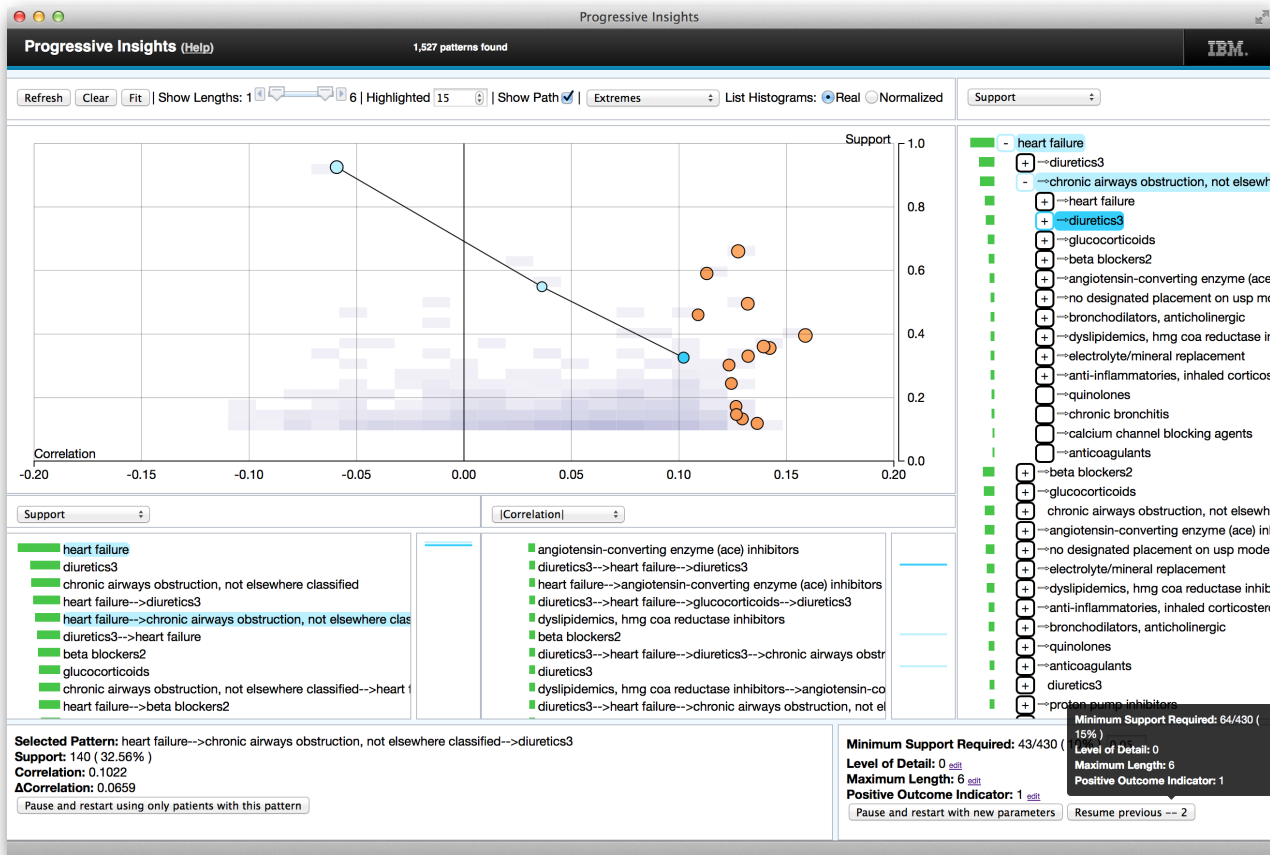 Progressive Insights
Progressive Insights (Help)
1,527 patterns found
IBM.
Refresh Clear Fit | Show Lengths: 1 6 | Highlighted 15 | Show Path | Extremes List Histograms: Real Normalized
Support
Support
1.0
0.8
0.6
0.4
0.2
0.0
Correlation
-0.20 -0.15 -0.10 -0.05 0.00 0.05 0.10 0.15 0.20
- heart failure
+ →diuretics3
- →chronic airways obstruction, not elsewh
+ →heart failure
+ →diuretics3
+ →glucocorticoids
+ →beta blockers2
+ →angiotensin-converting enzyme (ace
+ →no designated placement on usp mo
+ →bronchodilators, anticholinergic
+ →dyslipidemics, hmg coa reductase in
+ →electrolyte/mineral replacement
+ →anti-inflammatories, inhaled corticos
→quinolones
→chronic bronchitis
→calcium channel blocking agents
→anticoagulants
+ →beta blockers2
+ →glucocorticoids
+ chronic airways obstruction, not elsewh
+ →angiotensin-converting enzyme (ace) inl
+ →no designated placement on usp mode
+ →electrolyte/mineral replacement
+ →dyslipidemics, hmg coa reductase inhib
+ →anti-inflammatories, inhaled corticoster
+ →bronchodilators, anticholinergic
+ →quinolones
+ →anticoagulants
+ diuretics3
+ →proton pump inhibitors
Support
heart failure
diuretics3
chronic airways obstruction, not elsewhere classified
heart failure-->diuretics3
heart failure-->chronic airways obstruction, not elsewhere clas
diuretics3-->heart failure
beta blockers2
glucocorticoids
chronic airways obstruction, not elsewhere classified-->heart f
heart failure-->beta blockers2
|Correlation|
angiotensin-converting enzyme (ace) inhibitors
diuretics3-->heart failure-->diuretics3
heart failure-->angiotensin-converting enzyme (ace) inhibitors
diuretics3-->heart failure-->glucocorticoids-->diuretics3
dyslipidemics, hmg coa reductase inhibitors
beta blockers2
diuretics3-->heart failure-->diuretics3-->chronic airways obstr
diuretics3
dyslipidemics, hmg coa reductase inhibitors-->angiotensin-co
diuretics3-->heart failure-->chronic airways obstruction, not el
Selected Pattern: heart failure-->chronic airways obstruction, not elsewhere classified-->diuretics3
Support: 140 ( 32.56% )
Correlation: 0.1022
ΔCorrelation: 0.0659
Pause and restart using only patients with this pattern
Minimum Support Required: 43/430 ( 10% )
Level of Detail: 0 edit
Maximum Length: 6 edit
Positive Outcome Indicator: 1 edit
Pause and restart with new parameters Resume previous -- 2
Minimum Support Required: 64/430 (
15% )
Level of Detail: 0
Maximum Length: 6
Positive Outcome Indicator: 1